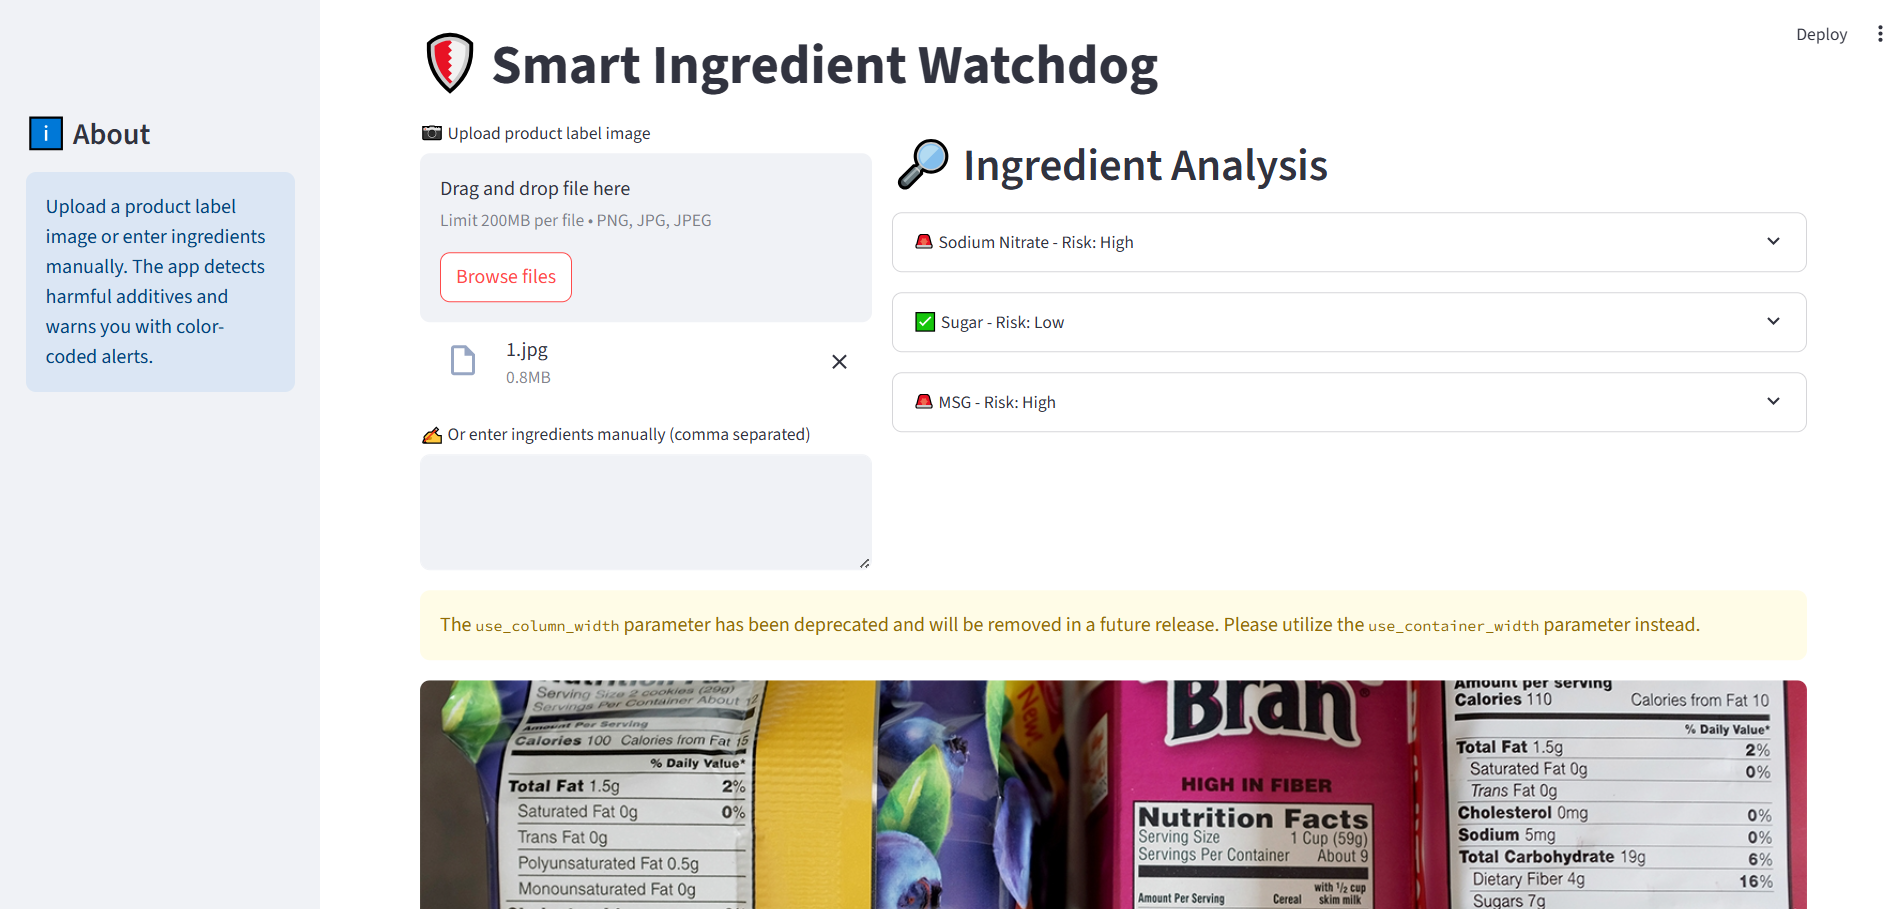 Deploy
Smart Ingredient Watchdog
i About
Upload a product label
image or enter ingredients
manually. The app detects
harmful additives and
warns you with color-
coded alerts.
Upload product label image
Drag and drop file here
Limit 200MB per file • PNG, JPG, JPEG
Browse files
1.jpg
0.8MB
Or enter ingredients manually (comma separated)
Ingredient Analysis
Sodium Nitrate - Risk: High
Sugar - Risk: Low
MSG - Risk: High
The use_column_width parameter has been deprecated and will be removed in a future release. Please utilize the use_container_width parameter instead.
Serving Size 2 cookies (29g)
Servings Per Container About 12
Amount Per Serving
Calories 100 Calories from Fat 15
% Daily Value*
Total Fat 1.5g 2%
Saturated Fat 0g 0%
Trans Fat 0g
Polyunsaturated Fat 0.5g
Monounsaturated Fat 0g
New!
Bran®
HIGH IN FIBER
Nutrition Facts
Serving Size 1 Cup (59g)
Servings Per Container About 9
Amount Per Serving Cereal with 1/2 cup skim milk
Amount per serving
Calories 110 Calories from Fat 10
% Daily Value*
Total Fat 1.5g 2%
Saturated Fat 0g 0%
Trans Fat 0g
Cholesterol 0mg 0%
Sodium 5mg 0%
Total Carbohydrate 19g 6%
Dietary Fiber 4g 16%
Sugars 7g